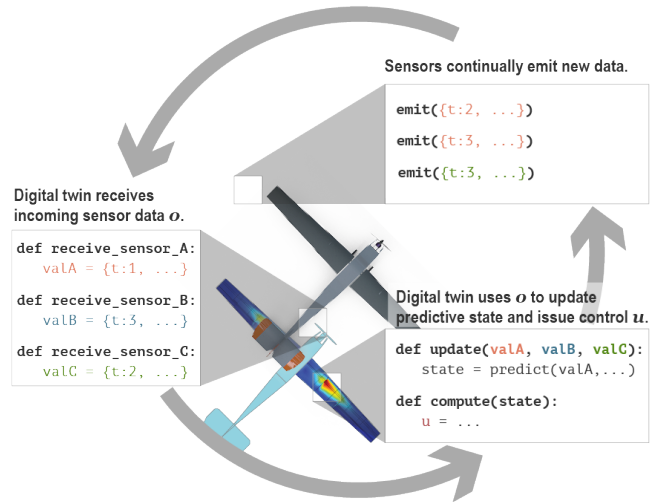 Sensors continually emit new data.
emit({t:2, ...})
emit({t:3, ...})
emit({t:3, ...})
Digital twin receives
incoming sensor data o.
def receive_sensor_A:
valA = {t:1, ...}
def receive_sensor_B:
valB = {t:3, ...}
def receive_sensor_C:
valC = {t:2, ...}
Digital twin uses o to update
predictive state and issue control u.
def update(valA, valB, valC):
state = predict(valA,...)
def compute(state):
u = ...